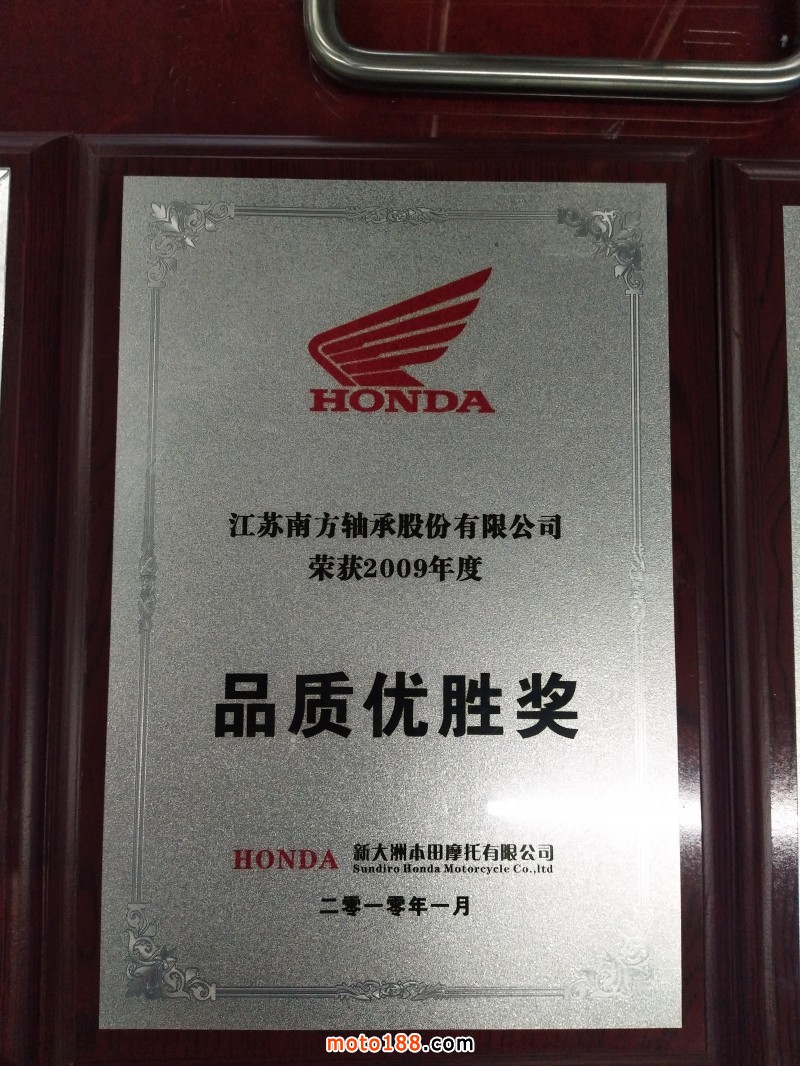 HONDA
江苏南方轴承股份有限公司
荣获2009年度
品质优胜奖
HONDA 新大洲本田摩托有限公司
Sundiro Honda Motorcycle Co.,ltd
二零一零年一月
moto188.com